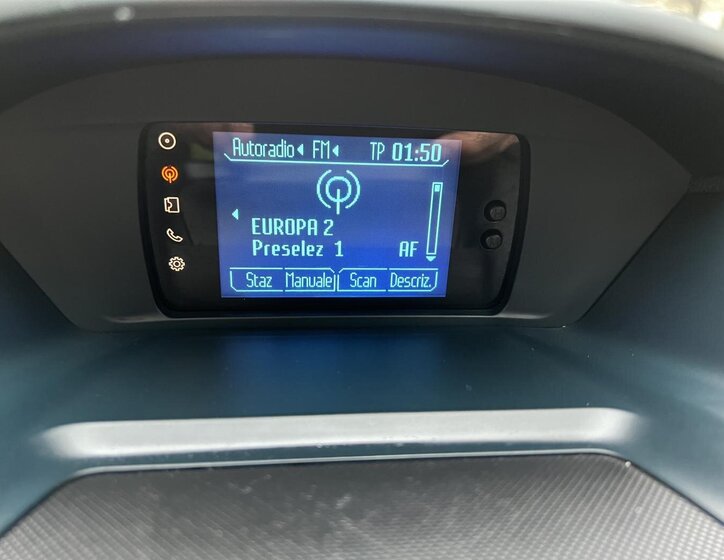 Autoradio FM TP 01:50
EUROPA 2
Preselez 1 AF
Staz Manuale Scan Descriz.